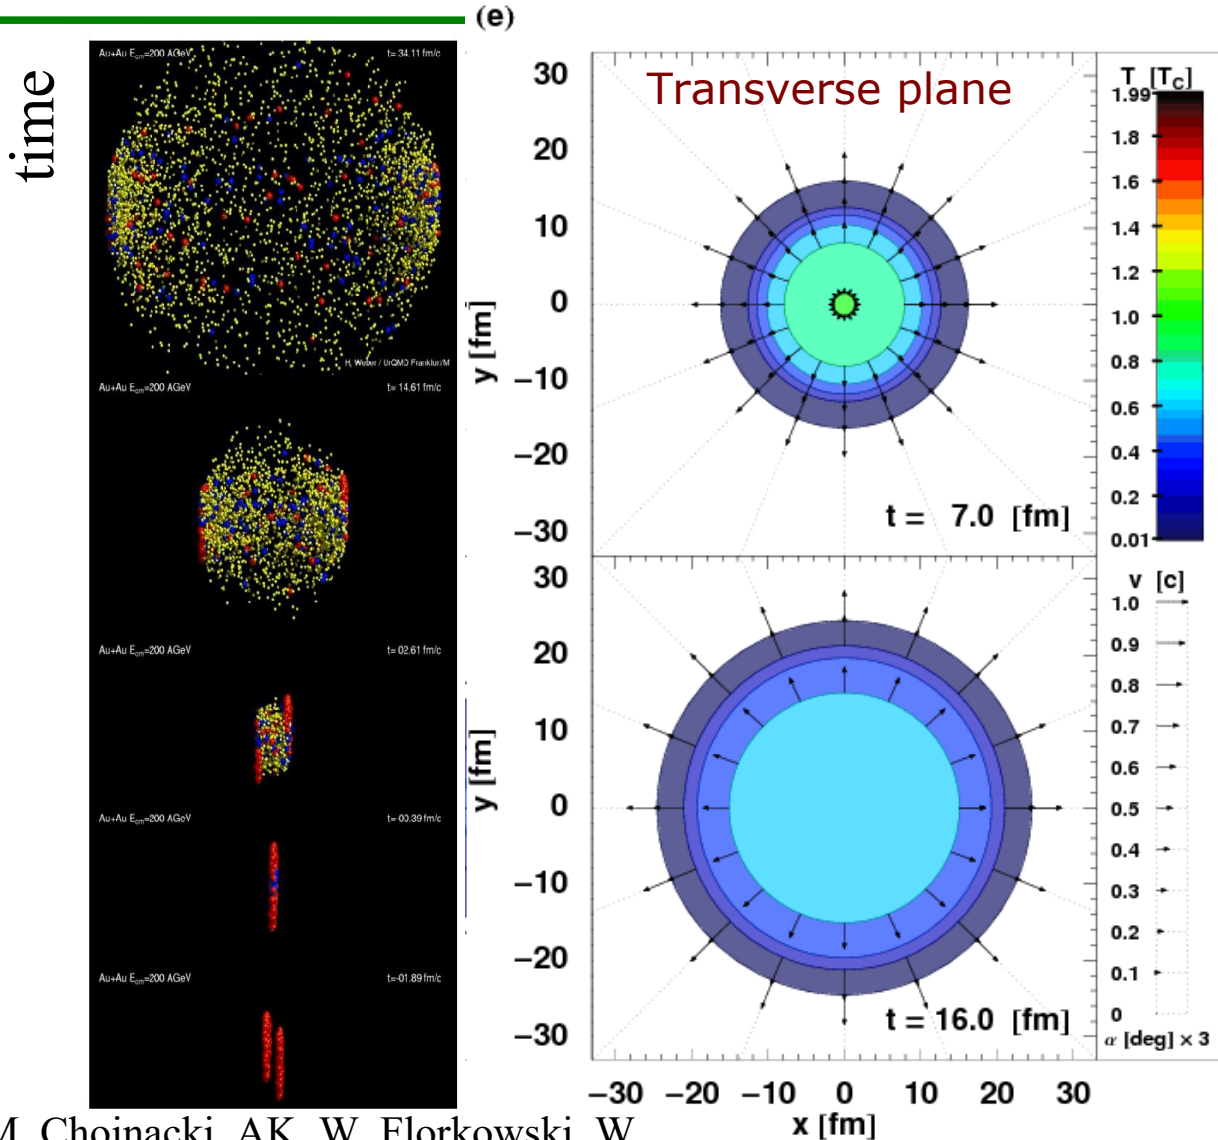 (e)
time
Au+Au Ecm=200 AGeV
t= 34.11 fm/c
H. Weber / UrQMD Frankfurt/M
Au+Au Ecm=200 AGeV
t= 14.61 fm/c
Au+Au Ecm=200 AGeV
t= 02.61 fm/c
Au+Au Ecm=200 AGeV
t=-00.39 fm/c
Au+Au Ecm=200 AGeV
t=-01.89 fm/c
Transverse plane
y [fm]
30
20
10
0
−10
−20
−30
t = 7.0 [fm]
T [TC]
1.99
1.8
1.6
1.4
1.2
1.0
0.8
0.6
0.4
0.2
0.01
y [fm]
30
20
10
0
−10
−20
−30
t = 16.0 [fm]
v [c]
1.0
0.9
0.8
0.7
0.6
0.5
0.4
0.3
0.2
0.1
0
α [deg] × 3
−30 −20 −10 0 10 20 30
x [fm]
M. Chojnacki, AK, W. Florkowski, W.